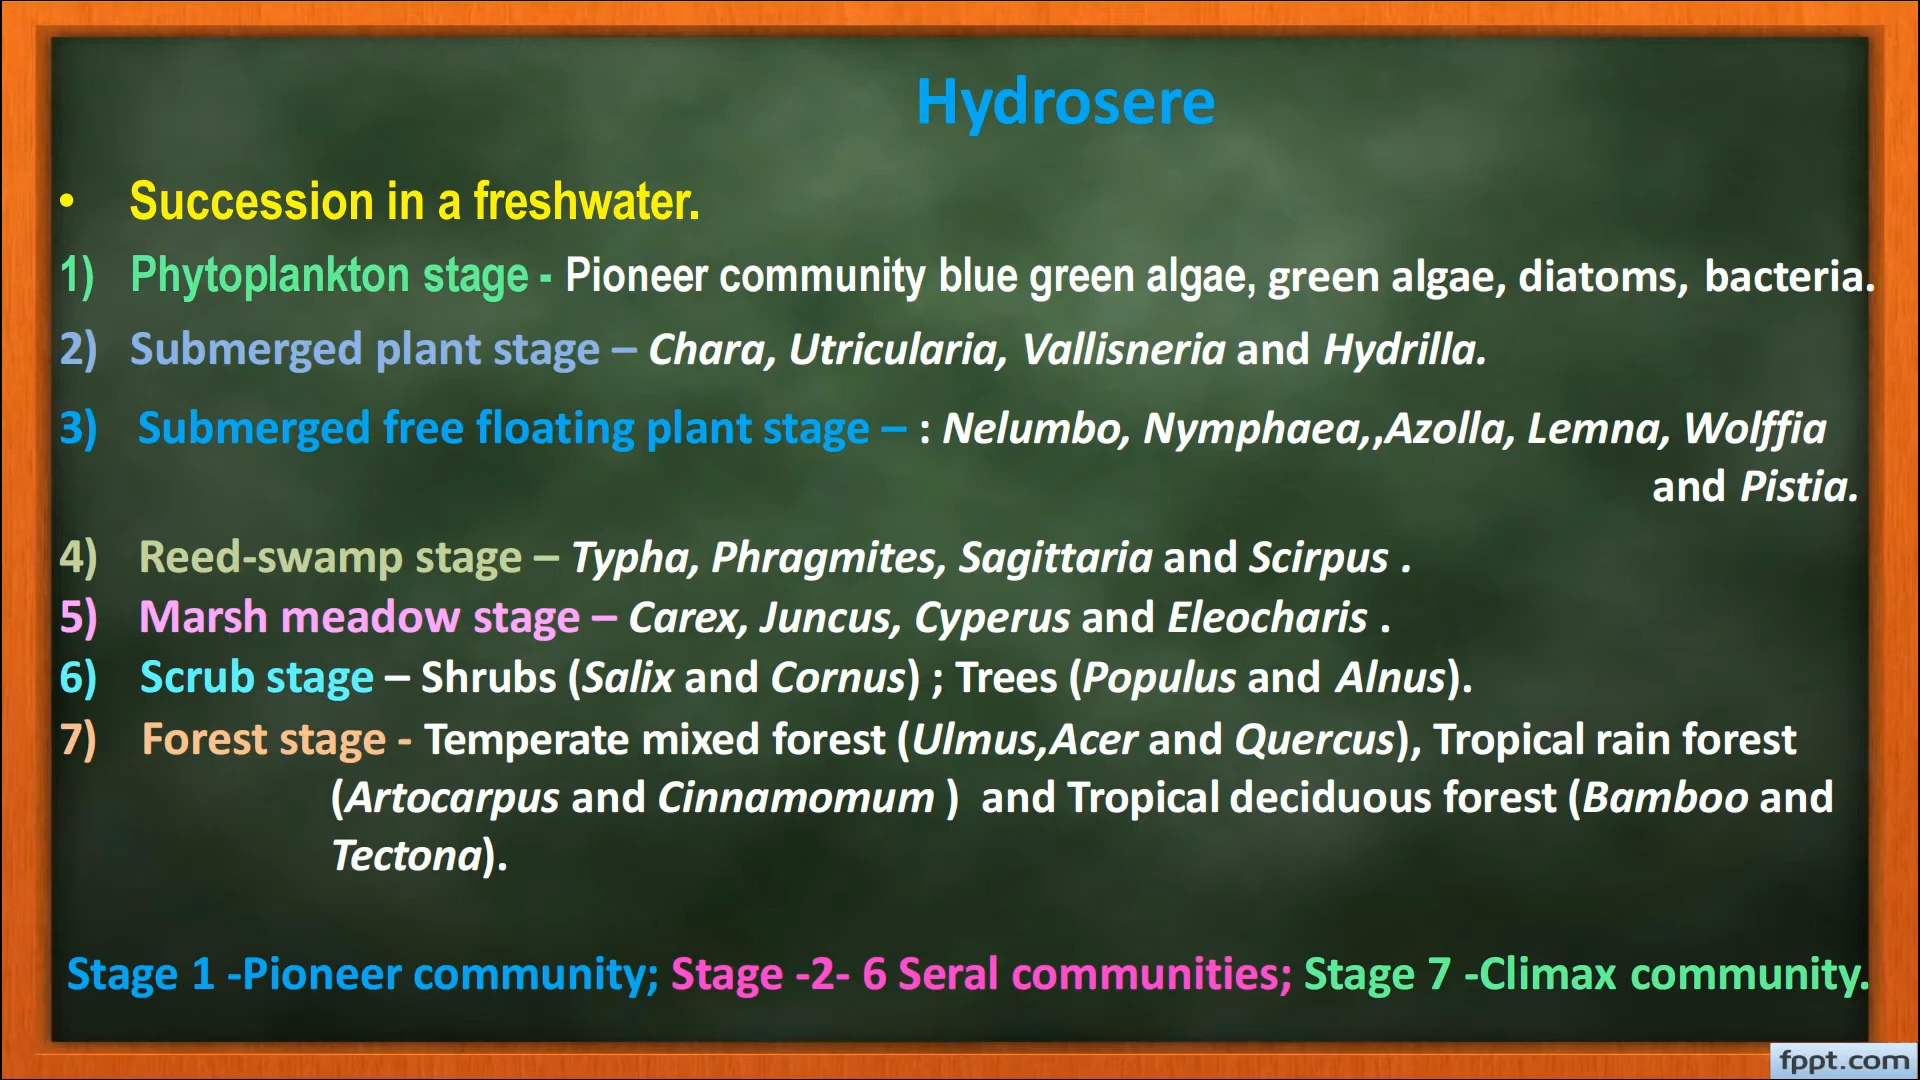 Hydrosere
• Succession in a freshwater.
1) Phytoplankton stage - Pioneer community blue green algae, green algae, diatoms, bacteria.
2) Submerged plant stage – Chara, Utricularia, Vallisneria and Hydrilla.
3) Submerged free floating plant stage – : Nelumbo, Nymphaea,,Azolla, Lemna, Wolffia
and Pistia.
4) Reed-swamp stage – Typha, Phragmites, Sagittaria and Scirpus .
5) Marsh meadow stage – Carex, Juncus, Cyperus and Eleocharis .
6) Scrub stage – Shrubs (Salix and Cornus) ; Trees (Populus and Alnus).
7) Forest stage - Temperate mixed forest (Ulmus,Acer and Quercus), Tropical rain forest
(Artocarpus and Cinnamomum ) and Tropical deciduous forest (Bamboo and
Tectona).
Stage 1 -Pioneer community; Stage -2- 6 Seral communities; Stage 7 -Climax community.
fppt.com